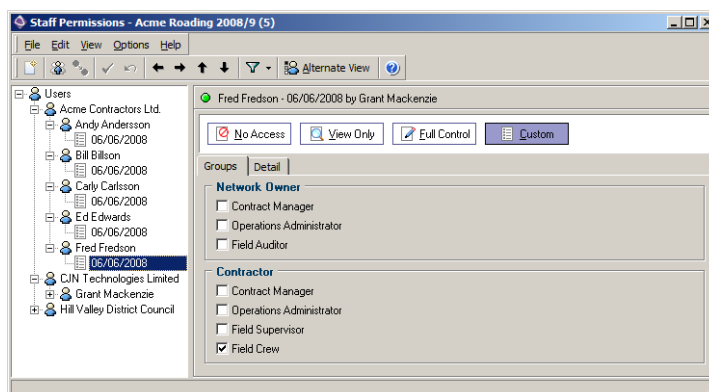 Staff Permissions - Acme Roading 2008/9 (5)
File Edit View Options Help
Alternate View
Users
Acme Contractors Ltd.
Andy Andersson
06/06/2008
Bill Billson
06/06/2008
Carly Carlsson
06/06/2008
Ed Edwards
06/06/2008
Fred Fredson
06/06/2008
CJN Technologies Limited
Grant Mackenzie
Hill Valley District Council
Fred Fredson - 06/06/2008 by Grant Mackenzie
No Access View Only Full Control Custom
Groups Detail
Network Owner
Contract Manager
Operations Administrator
Field Auditor
Contractor
Contract Manager
Operations Administrator
Field Supervisor
Field Crew